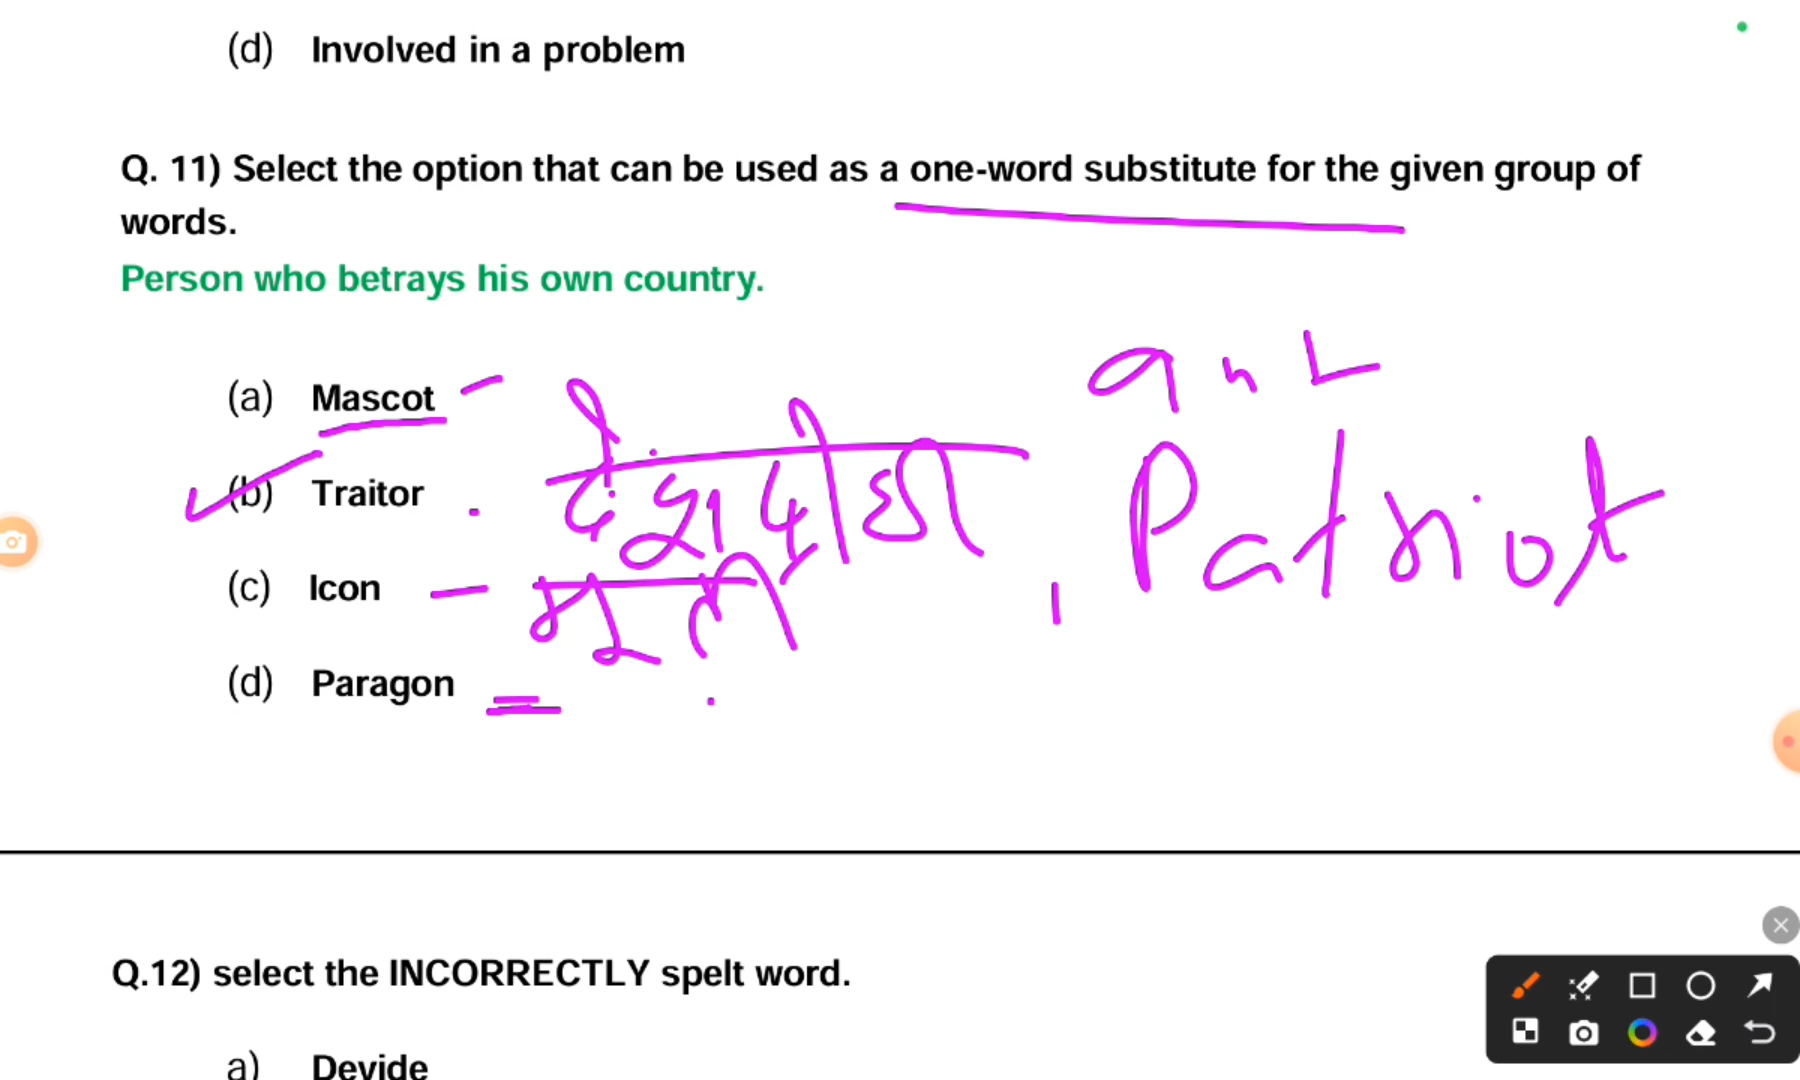 (d) Involved in a problem
Q. 11) Select the option that can be used as a one-word substitute for the given group of
words.
Person who betrays his own country.
(a) Mascot
(b) Traitor
(c) Icon
(d) Paragon
ant
Patriot
Q.12) select the INCORRECTLY spelt word.
a) Devide